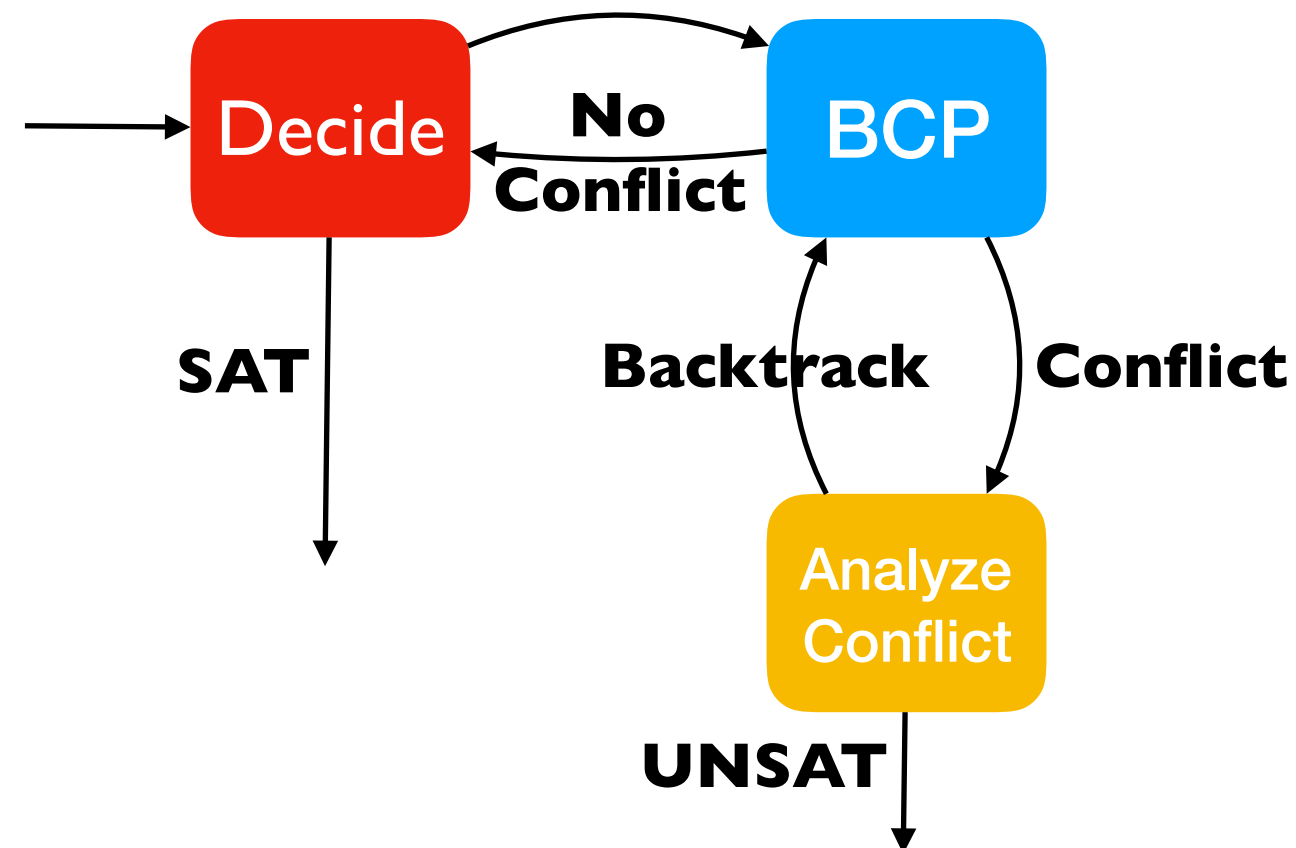 Decide
No
Conflict
BCP
SAT
Backtrack
Conflict
Analyze
Conflict
UNSAT